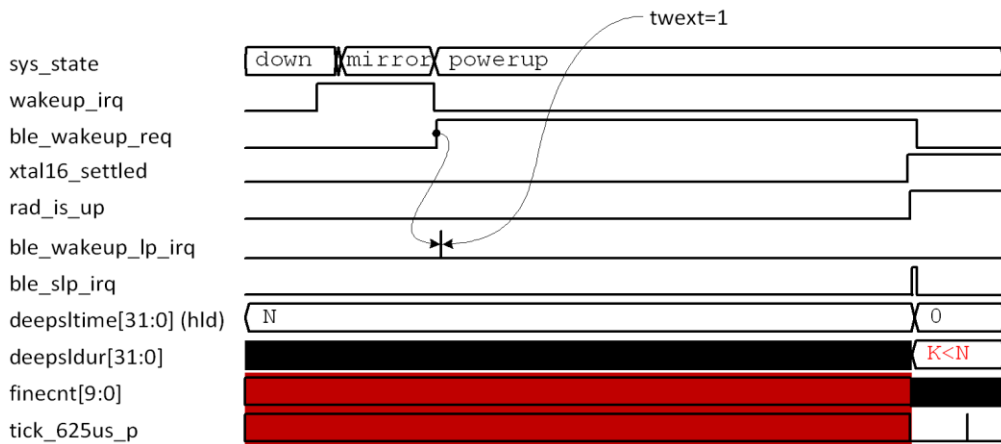 twext=1
sys_state
down
mirror
powerup
wakeup_irq
ble_wakeup_req
xtal16_settled
rad_is_up
ble_wakeup_lp_irq
ble_slp_irq
deepsltime[31:0] (hld)
N
0
deepsldur[31:0]
K<N
finecnt[9:0]
tick_625us_p